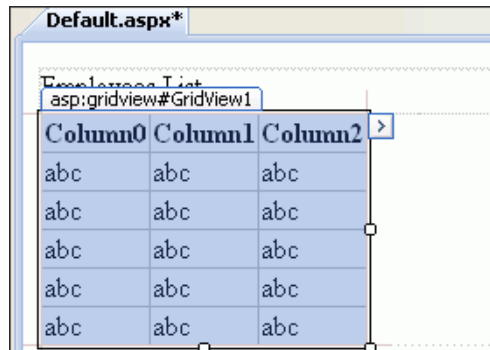 Default.aspx*
Employees List
asp:gridview#GridView1
Column0 Column1 Column2
abc abc abc
abc abc abc
abc abc abc
abc abc abc
abc abc abc